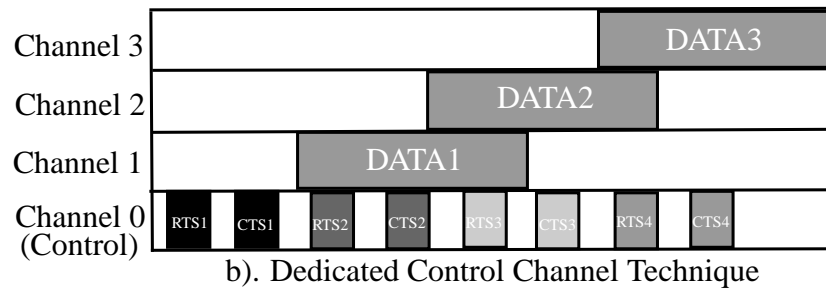 Channel 3
DATA3
Channel 2
DATA2
Channel 1
DATA1
Channel 0
(Control)
RTS1 CTS1 RTS2 CTS2 RTS3 CTS3 RTS4 CTS4
b). Dedicated Control Channel Technique